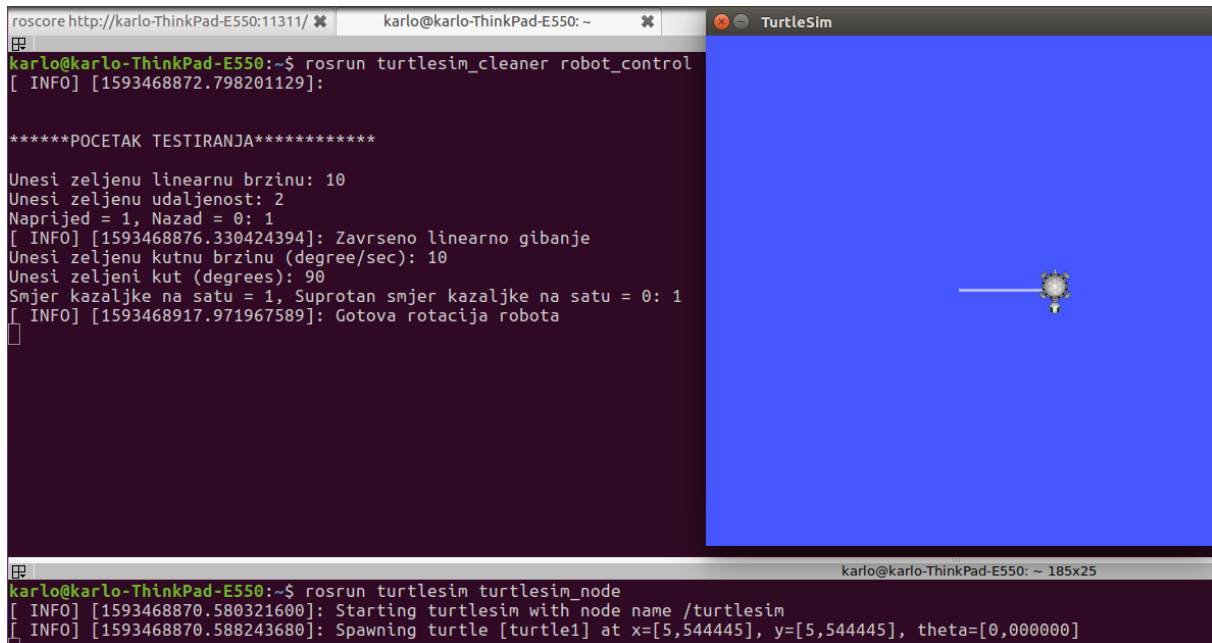 roscore http://karlo-ThinkPad-E550:11311/
karlo@karlo-ThinkPad-E550: ~
TurtleSim
karlo@karlo-ThinkPad-E550:~$ rosrun turtlesim_cleaner robot_control
[ INFO] [1593468872.798201129]:
******POCETAK TESTIRANJA************
Unesi zeljenu linearnu brzinu: 10
Unesi zeljenu udaljenost: 2
Naprijed = 1, Nazad = 0: 1
[ INFO] [1593468876.330424394]: Zavrseno linearno gibanje
Unesi zeljenu kutnu brzinu (degree/sec): 10
Unesi zeljeni kut (degrees): 90
Smjer kazaljke na satu = 1, Suprotan smjer kazaljke na satu = 0: 1
[ INFO] [1593468917.971967589]: Gotova rotacija robota
karlo@karlo-ThinkPad-E550: ~ 185x25
karlo@karlo-ThinkPad-E550:~$ rosrun turtlesim turtlesim_node
[ INFO] [1593468870.580321600]: Starting turtlesim with node name /turtlesim
[ INFO] [1593468870.588243680]: Spawning turtle [turtle1] at x=[5,544445], y=[5,544445], theta=[0,000000]